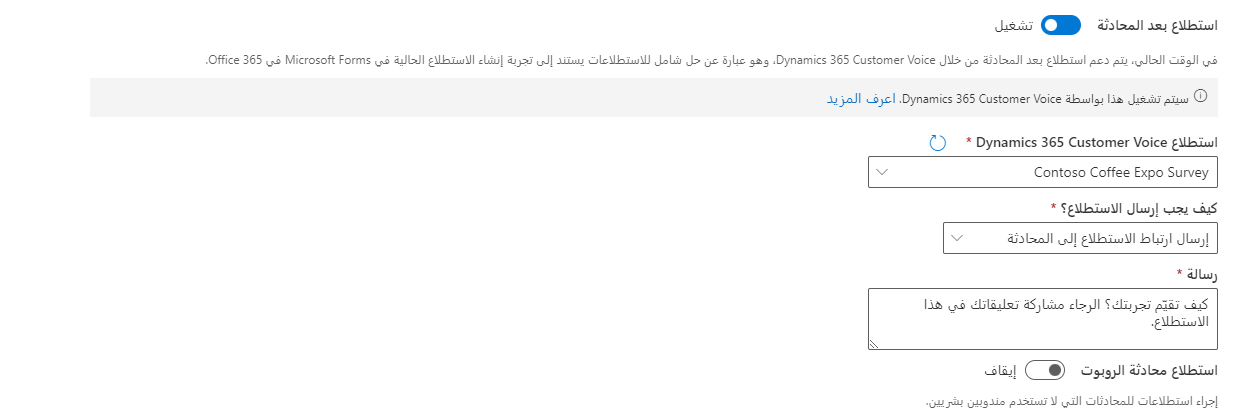 استطلاع بعد المحادثة تشغيل
في الوقت الحالي، يتم دعم استطلاع بعد المحادثة من خلال Dynamics 365 Customer Voice، وهو عبارة عن حل شامل للاستطلاعات يستند إلى تجربة إنشاء الاستطلاع الحالية في Microsoft Forms في Office 365.
سيتم تشغيل هذا بواسطة Dynamics 365 Customer Voice. اعرف المزيد
استطلاع Dynamics 365 Customer Voice *
Contoso Coffee Expo Survey
كيف يجب إرسال الاستطلاع؟ *
إرسال ارتباط الاستطلاع إلى المحادثة
رسالة *
كيف تقيّم تجربتك؟ الرجاء مشاركة تعليقاتك في هذا
الاستطلاع.
استطلاع محادثة الروبوت إيقاف
إجراء استطلاعات للمحادثات التي لا تستخدم مندوبين بشريين.